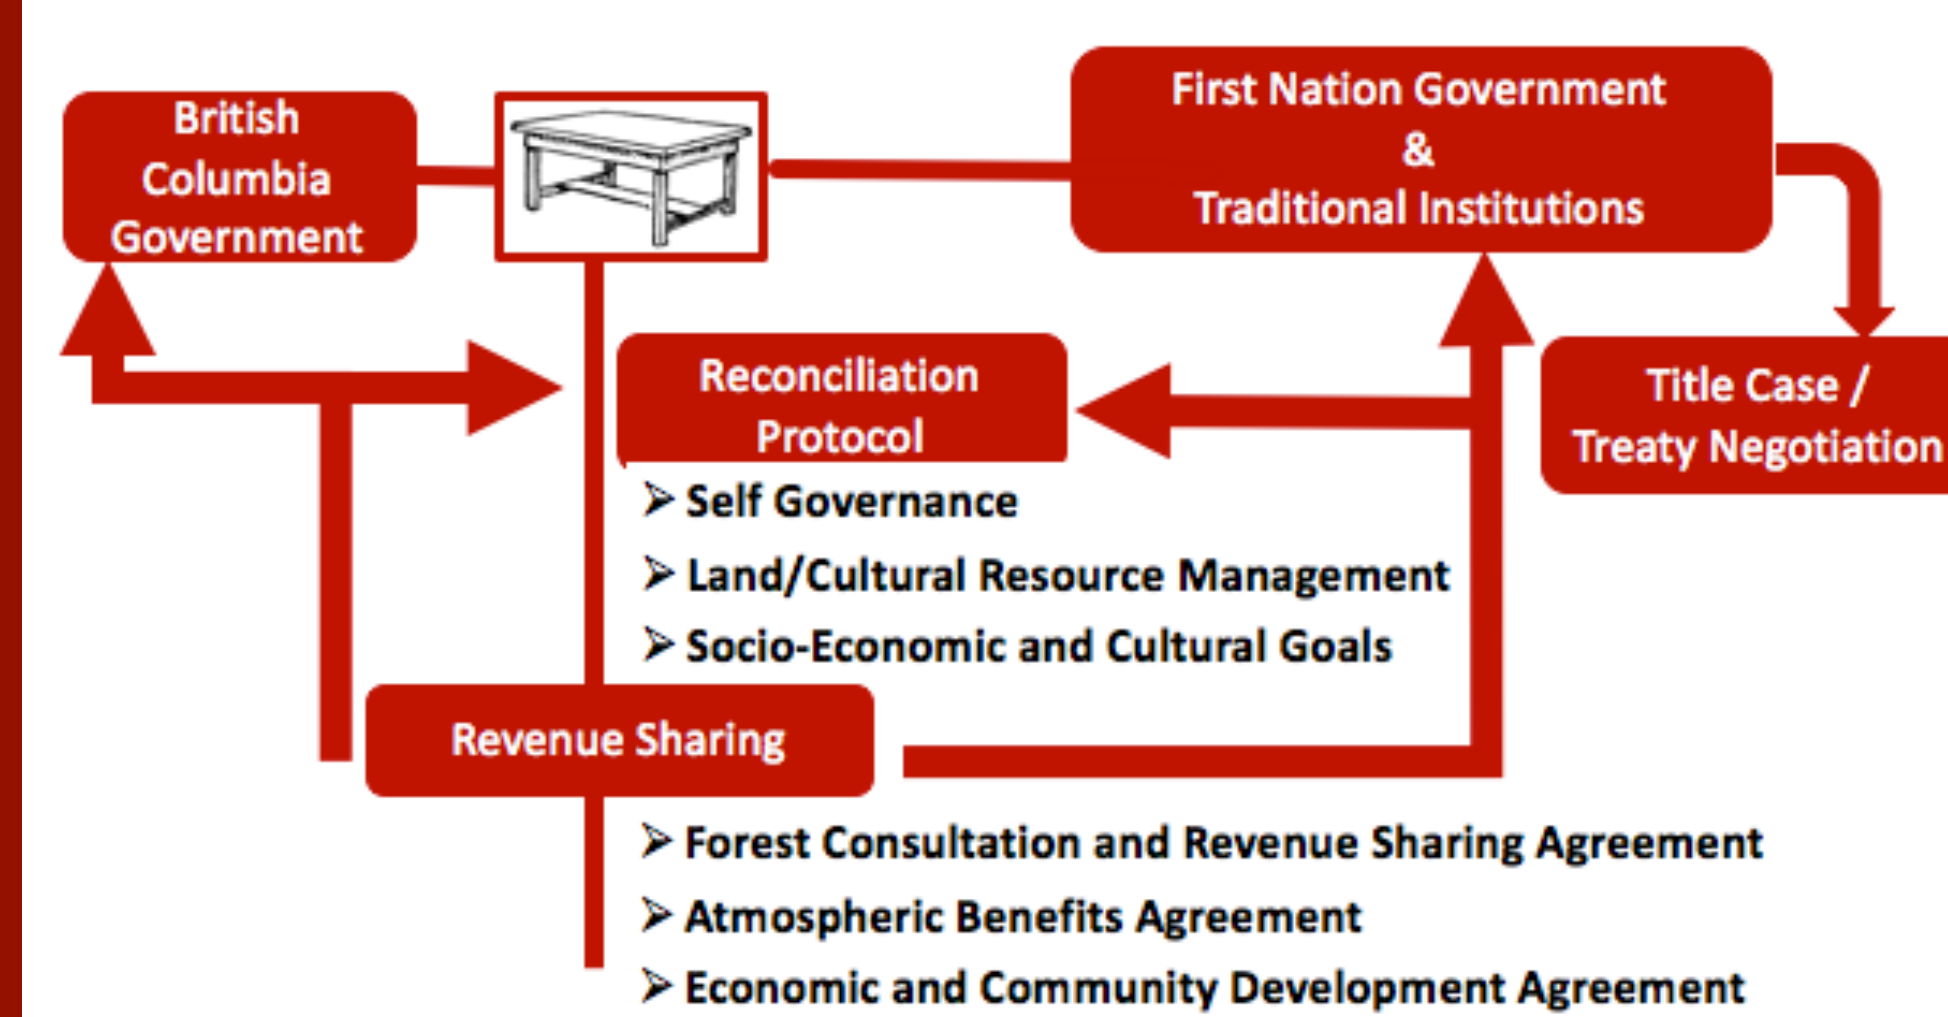 British
Columbia
Government
First Nation Government
&
Traditional Institutions
Title Case /
Treaty Negotiation
Reconciliation
Protocol
➢ Self Governance
➢ Land/Cultural Resource Management
➢ Socio-Economic and Cultural Goals
Revenue Sharing
➢ Forest Consultation and Revenue Sharing Agreement
➢ Atmospheric Benefits Agreement
➢ Economic and Community Development Agreement